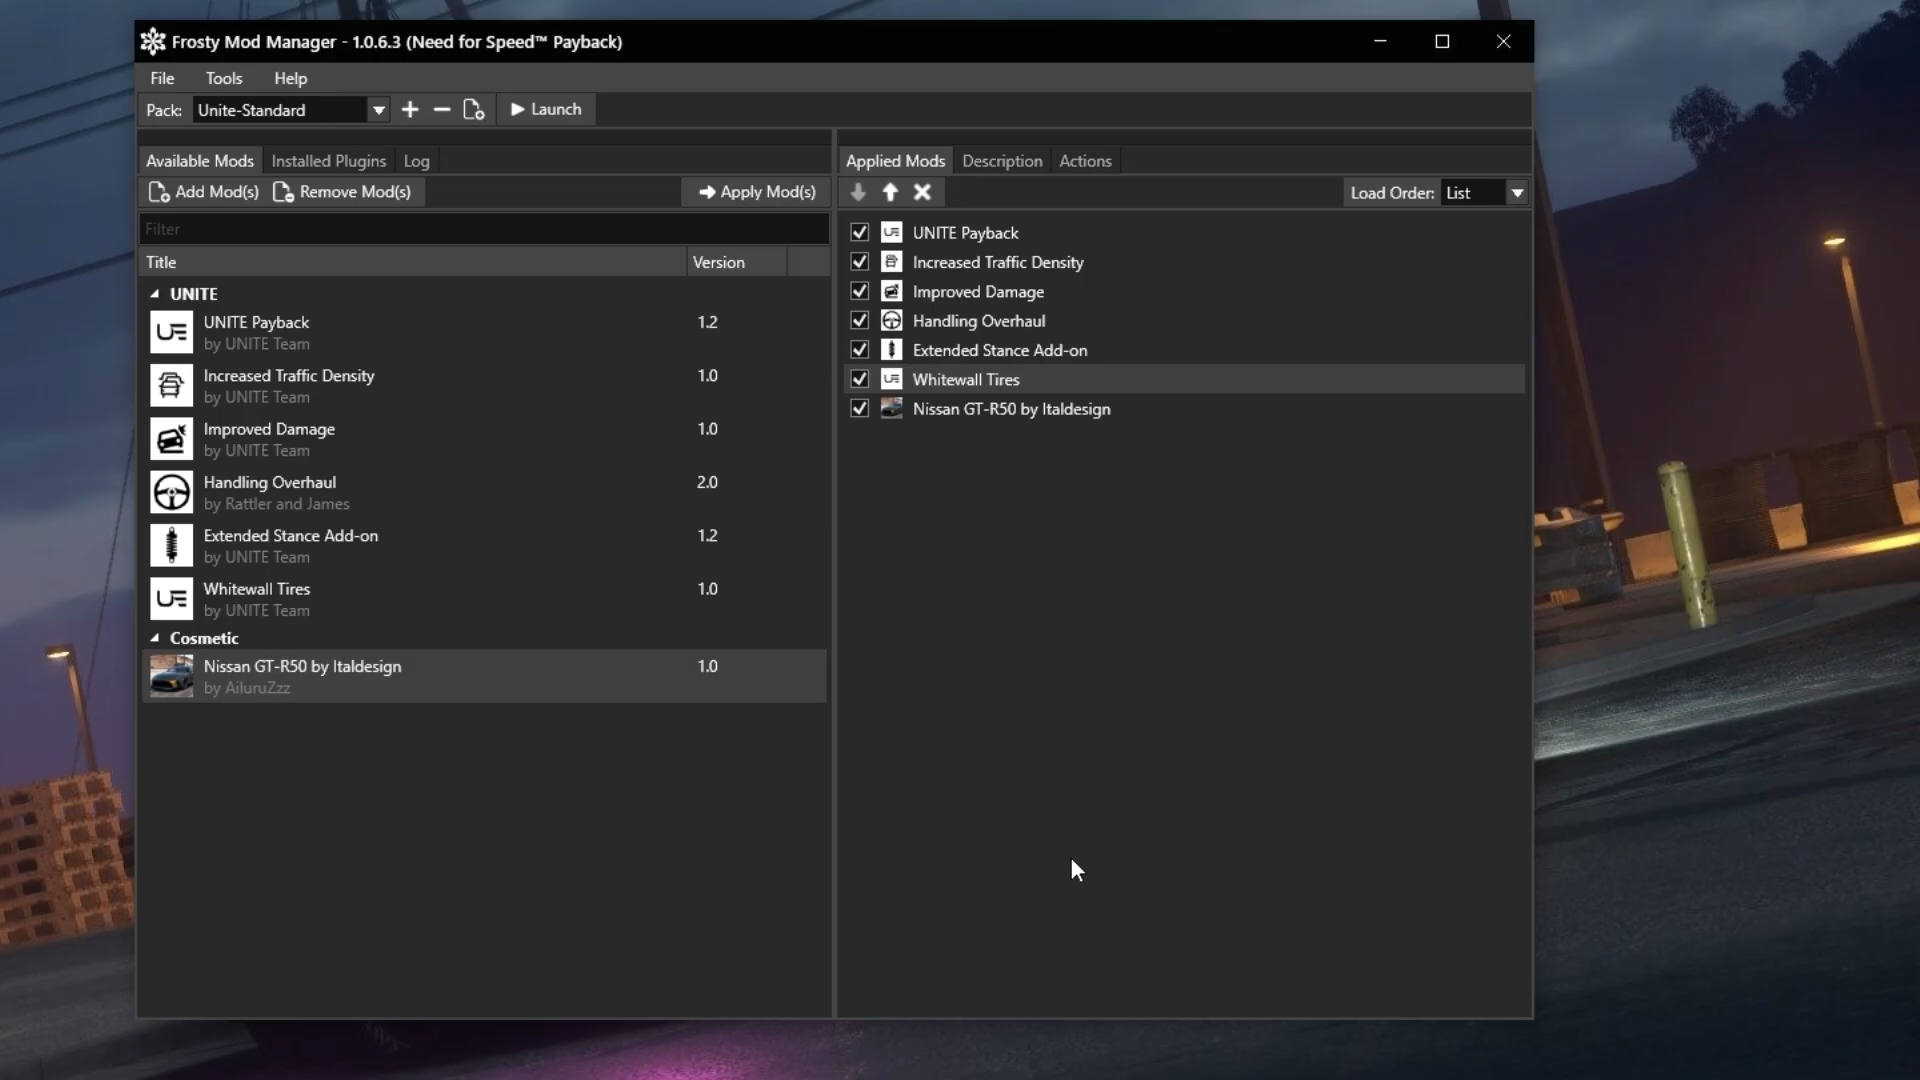 Frosty Mod Manager - 1.0.6.3 (Need for Speed™ Payback)
File Tools Help
Pack: Unite-Standard Launch
Available Mods Installed Plugins Log
Add Mod(s) Remove Mod(s) Apply Mod(s)
Filter
Title Version
UNITE
UNITE Payback 1.2
by UNITE Team
Increased Traffic Density 1.0
by UNITE Team
Improved Damage 1.0
by UNITE Team
Handling Overhaul 2.0
by Rattler and James
Extended Stance Add-on 1.2
by UNITE Team
Whitewall Tires 1.0
by UNITE Team
Cosmetic
Nissan GT-R50 by Italdesign 1.0
by AiluruZzz
Applied Mods Description Actions
Load Order: List
UNITE Payback
Increased Traffic Density
Improved Damage
Handling Overhaul
Extended Stance Add-on
Whitewall Tires
Nissan GT-R50 by Italdesign